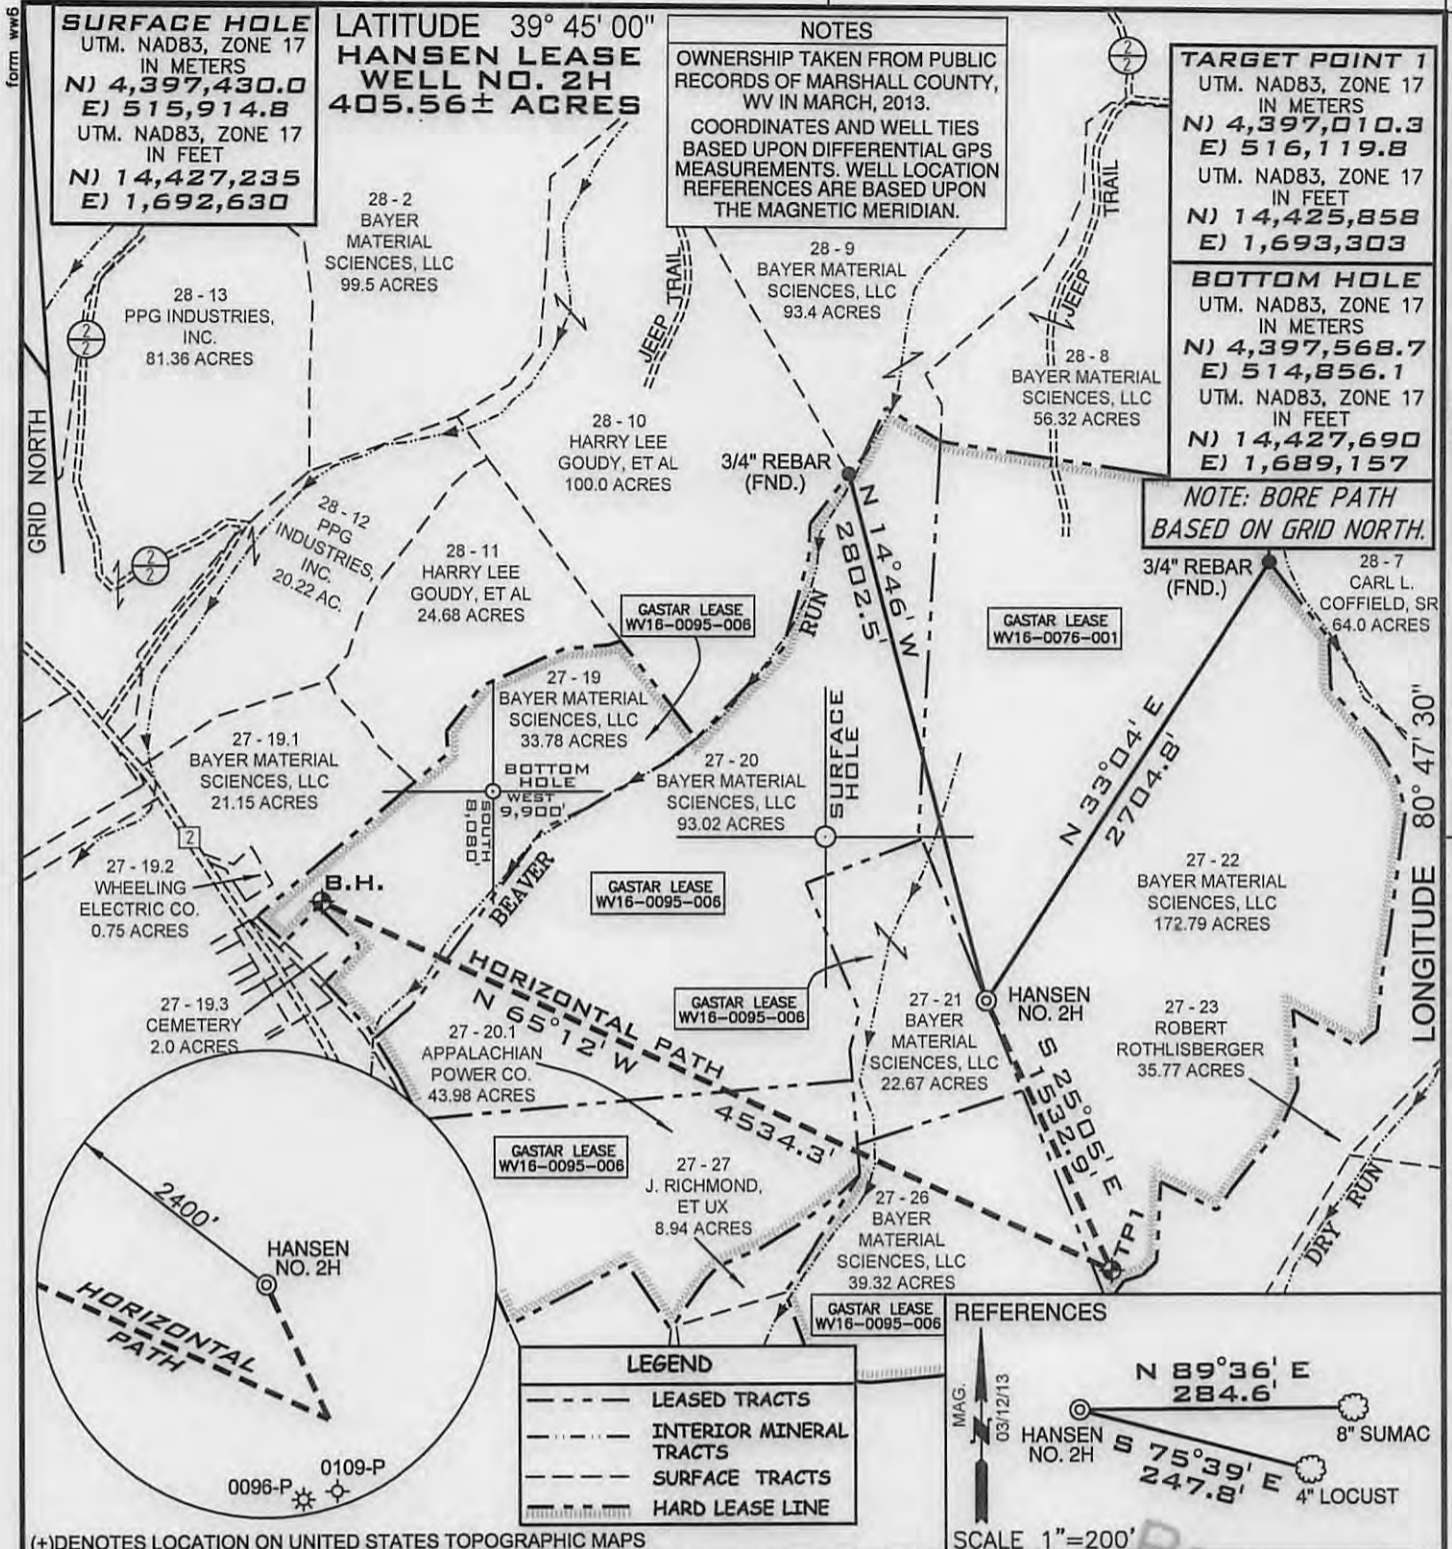 form ww6
SURFACE HOLE
UTM. NAD83, ZONE 17
IN METERS
N) 4,397,430.0
E) 515,914.8
UTM. NAD83, ZONE 17
IN FEET
N) 14,427,235
E) 1,692,630
LATITUDE 39° 45' 00"
HANSEN LEASE
WELL NO. 2H
405.56± ACRES
NOTES
OWNERSHIP TAKEN FROM PUBLIC
RECORDS OF MARSHALL COUNTY,
WV IN MARCH, 2013.
COORDINATES AND WELL TIES
BASED UPON DIFFERENTIAL GPS
MEASUREMENTS. WELL LOCATION
REFERENCES ARE BASED UPON
THE MAGNETIC MERIDIAN.
2
2
TARGET POINT 1
UTM. NAD83, ZONE 17
IN METERS
N) 4,397,010.3
E) 516,119.8
UTM. NAD83, ZONE 17
IN FEET
N) 14,425,858
E) 1,693,303
BOTTOM HOLE
UTM. NAD83, ZONE 17
IN METERS
N) 4,397,568.7
E) 514,856.1
UTM. NAD83, ZONE 17
IN FEET
N) 14,427,690
E) 1,689,157
NOTE: BORE PATH
BASED ON GRID NORTH.
28 - 2
BAYER
MATERIAL
SCIENCES, LLC
99.5 ACRES
28 - 13
PPG INDUSTRIES,
INC.
81.36 ACRES
2
2
GRID NORTH
JEEP TRAIL
28 - 9
BAYER MATERIAL
SCIENCES, LLC
93.4 ACRES
JEEP TRAIL
28 - 8
BAYER MATERIAL
SCIENCES, LLC
56.32 ACRES
28 - 10
HARRY LEE
GOUDY, ET AL
100.0 ACRES
3/4" REBAR
(FND.)
28 - 12
PPG
INDUSTRIES,
INC.
20.22 AC.
2
2
28 - 11
HARRY LEE
GOUDY, ET AL
24.68 ACRES
N 14°46' W
2802.5'
3/4" REBAR
(FND.)
28 - 7
CARL L.
COFFIELD, SR
64.0 ACRES
GASTAR LEASE
WV16-0095-006
GASTAR LEASE
WV16-0076-001
RUN
27 - 19
BAYER MATERIAL
SCIENCES, LLC
33.78 ACRES
27 - 19.1
BAYER MATERIAL
SCIENCES, LLC
21.15 ACRES
27 - 20
BAYER MATERIAL
SCIENCES, LLC
93.02 ACRES
SURFACE
HOLE
BOTTOM
HOLE
WEST
9,900'
SOUTH
8,080'
N 33°04' E
2704.8'
LONGITUDE 80° 47' 30"
2
27 - 19.2
WHEELING
ELECTRIC CO.
0.75 ACRES
B.H.
BEAVER
GASTAR LEASE
WV16-0095-006
27 - 22
BAYER MATERIAL
SCIENCES, LLC
172.79 ACRES
27 - 19.3
CEMETERY
2.0 ACRES
HORIZONTAL PATH
N 65°12' W
4534.3'
GASTAR LEASE
WV16-0095-006
27 - 21
BAYER
MATERIAL
SCIENCES, LLC
22.67 ACRES
HANSEN
NO. 2H
27 - 23
ROBERT
ROTHLISBERGER
35.77 ACRES
27 - 20.1
APPALACHIAN
POWER CO.
43.98 ACRES
S 25°05' E
1532.9'
GASTAR LEASE
WV16-0095-006
27 - 27
J. RICHMOND,
ET UX
8.94 ACRES
27 - 26
BAYER
MATERIAL
SCIENCES, LLC
39.32 ACRES
TP1
DRY RUN
GASTAR LEASE
WV16-0095-006
2400'
HANSEN
NO. 2H
HORIZONTAL
PATH
0096-P
0109-P
LEGEND
LEASED TRACTS
INTERIOR MINERAL
TRACTS
SURFACE TRACTS
HARD LEASE LINE
REFERENCES
MAG.
03/12/13
HANSEN
NO. 2H
N 89°36' E
284.6'
8" SUMAC
S 75°39' E
247.8'
4" LOCUST
SCALE 1"=200'
(+)DENOTES LOCATION ON UNITED STATES TOPOGRAPHIC MAPS